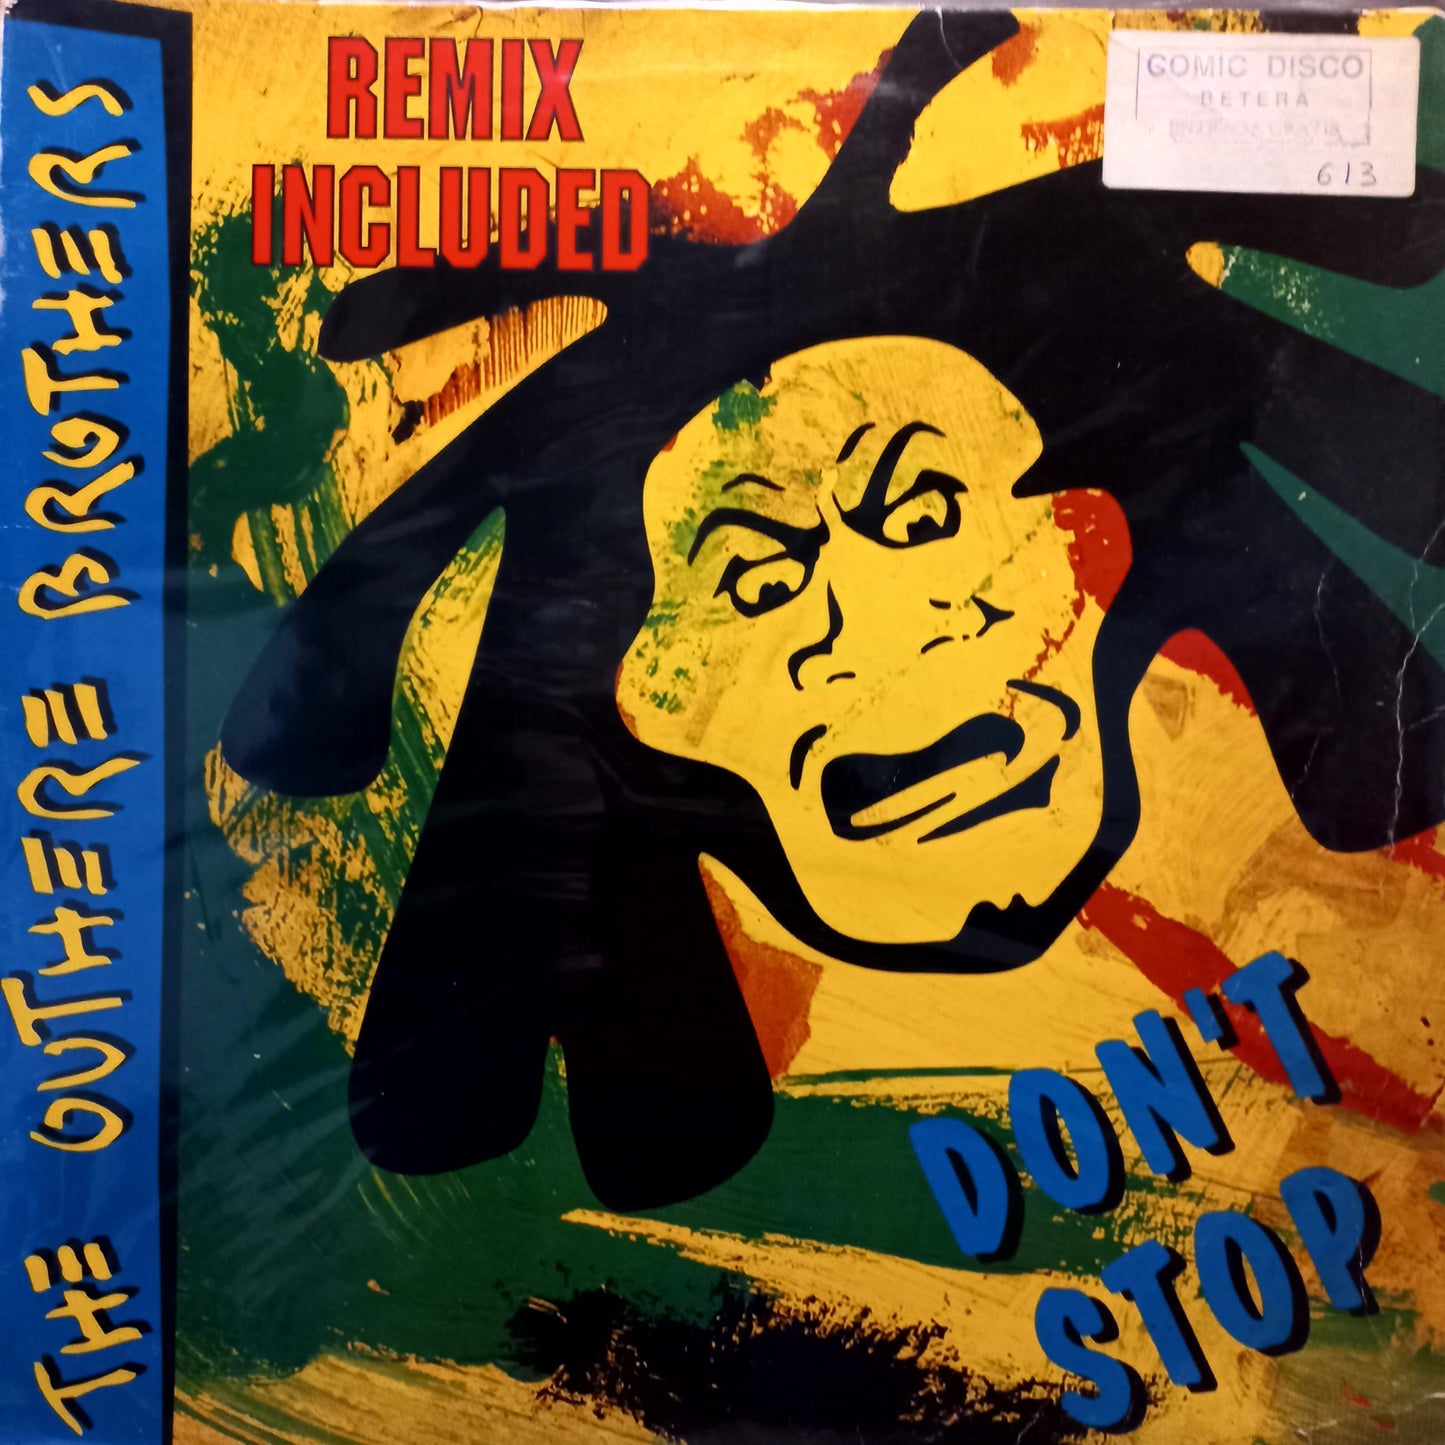 THE OUTHERE BROTHERS
REMIX
INCLUDED
COMIC DISCO
BETERA
613
DON'T
STOP